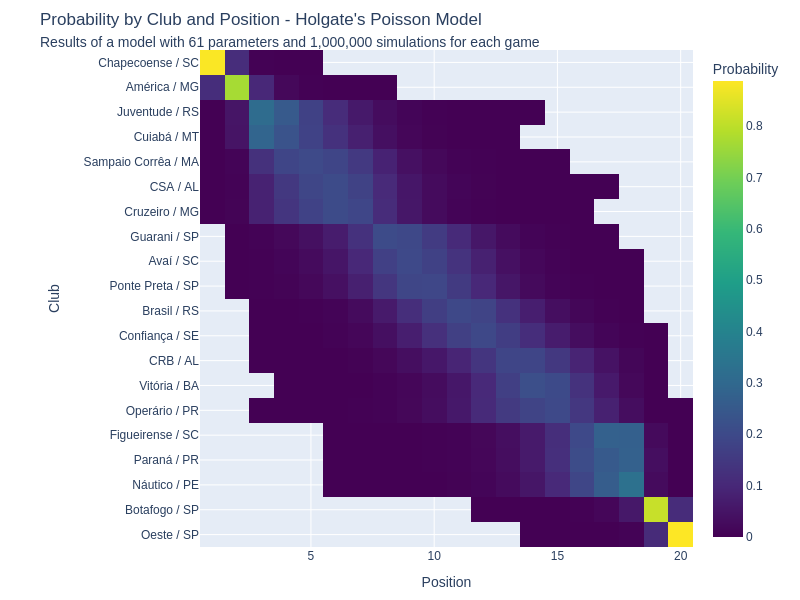 Probability by Club and Position - Holgate's Poisson Model
Results of a model with 61 parameters and 1,000,000 simulations for each game
Chapecoense / SC
América / MG
Juventude / RS
Cuiabá / MT
Sampaio Corrêa / MA
CSA / AL
Cruzeiro / MG
Guarani / SP
Avaí / SC
Ponte Preta / SP
Brasil / RS
Confiança / SE
CRB / AL
Vitória / BA
Operário / PR
Figueirense / SC
Paraná / PR
Náutico / PE
Botafogo / SP
Oeste / SP
Club
5 10 15 20
Position
Probability
0.8
0.7
0.6
0.5
0.4
0.3
0.2
0.1
0